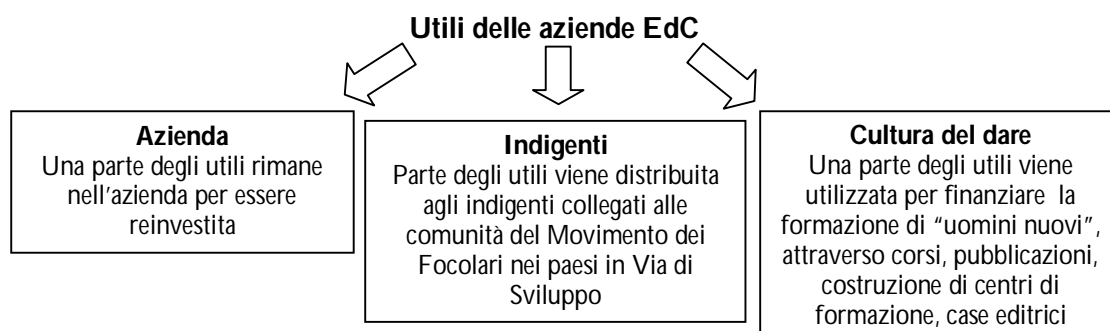 Utili delle aziende EdC
Azienda
Una parte degli utili rimane
nell'azienda per essere
reinvestita
Indigenti
Parte degli utili viene distribuita
agli indigenti collegati alle
comunità del Movimento dei
Focolari nei paesi in Via di
Sviluppo
Cultura del dare
Una parte degli utili viene
utilizzata per finanziare la
formazione di “uomini nuovi”,
attraverso corsi, pubblicazioni,
costruzione di centri di
formazione, case editrici